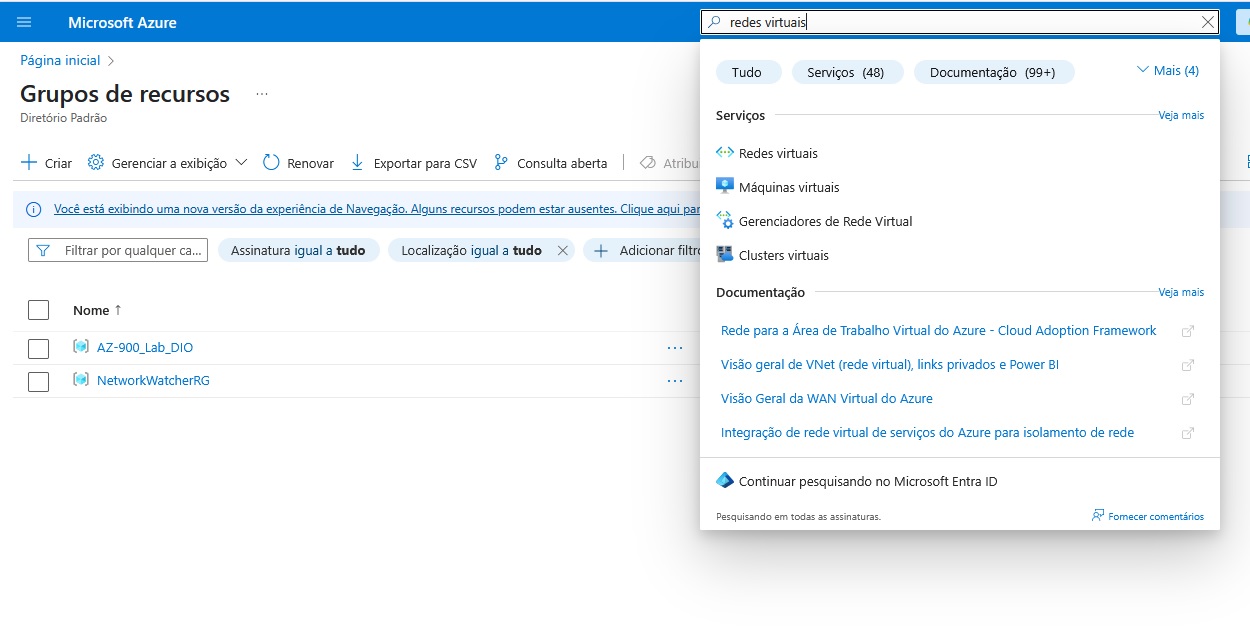 Microsoft Azure
redes virtuais
Página inicial
Grupos de recursos
Diretório Padrão
Criar
Gerenciar a exibição
Renovar
Exportar para CSV
Consulta aberta
Atribu
Você está exibindo uma nova versão da experiência de Navegação. Alguns recursos podem estar ausentes. Clique aqui par
Filtrar por qualquer ca...
Assinatura igual a tudo
Localização igual a tudo
Adicionar filtro
Nome ↑
AZ-900_Lab_DIO
NetworkWatcherRG
Tudo
Serviços (48)
Documentação (99+)
Mais (4)
Serviços
Veja mais
Redes virtuais
Máquinas virtuais
Gerenciadores de Rede Virtual
Clusters virtuais
Documentação
Veja mais
Rede para a Área de Trabalho Virtual do Azure - Cloud Adoption Framework
Visão geral de VNet (rede virtual), links privados e Power BI
Visão Geral da WAN Virtual do Azure
Integração de rede virtual de serviços do Azure para isolamento de rede
Continuar pesquisando no Microsoft Entra ID
Pesquisando em todas as assinaturas.
Fornecer comentários